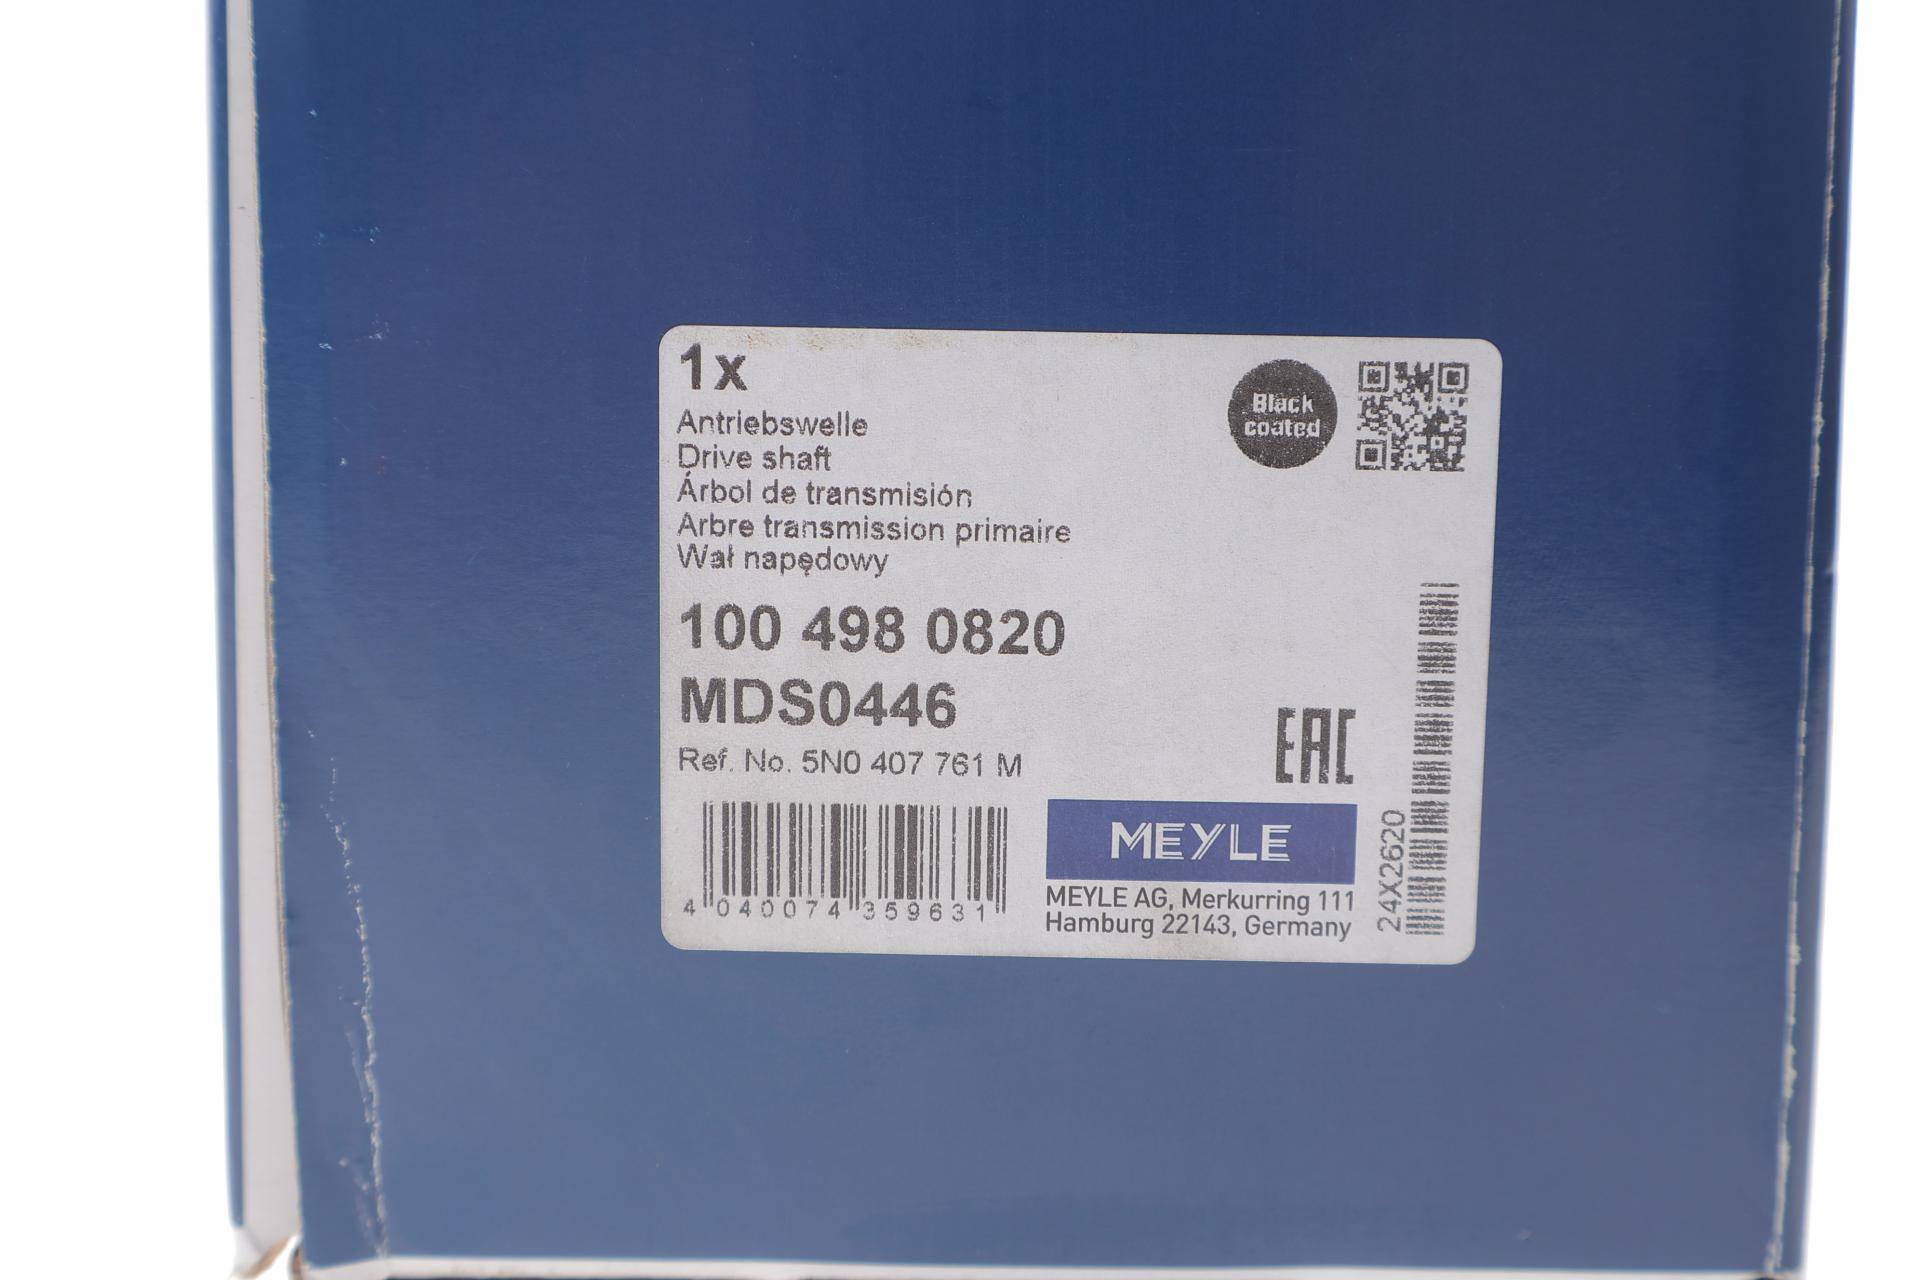 1x
Antriebswelle
Drive shaft
Árbol de transmisión
Arbre transmission primaire
Wał napędowy
100 498 0820
MDS0446
Ref. No. 5N0 407 761 M
4 040074 359631
Black
coated
EAC
MEYLE
MEYLE AG, Merkurring 111
Hamburg 22143, Germany
24X2620